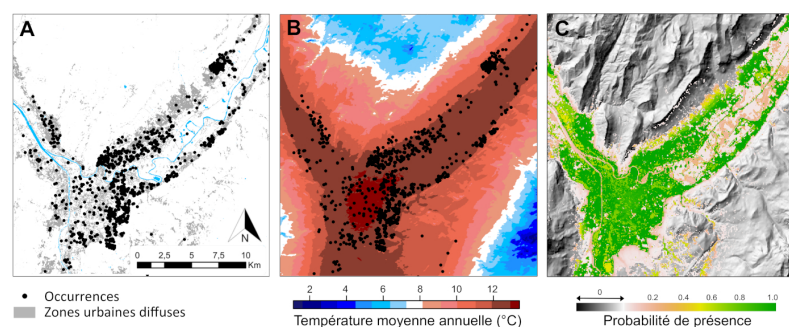 A
B
C
N
0 2,5 5 7,5 10
Km
Occurrences
Zones urbaines diffuses
2 4 6 8 10 12
Température moyenne annuelle (°C)
0 0.2 0.4 0.6 0.8 1.0
Probabilité de présence